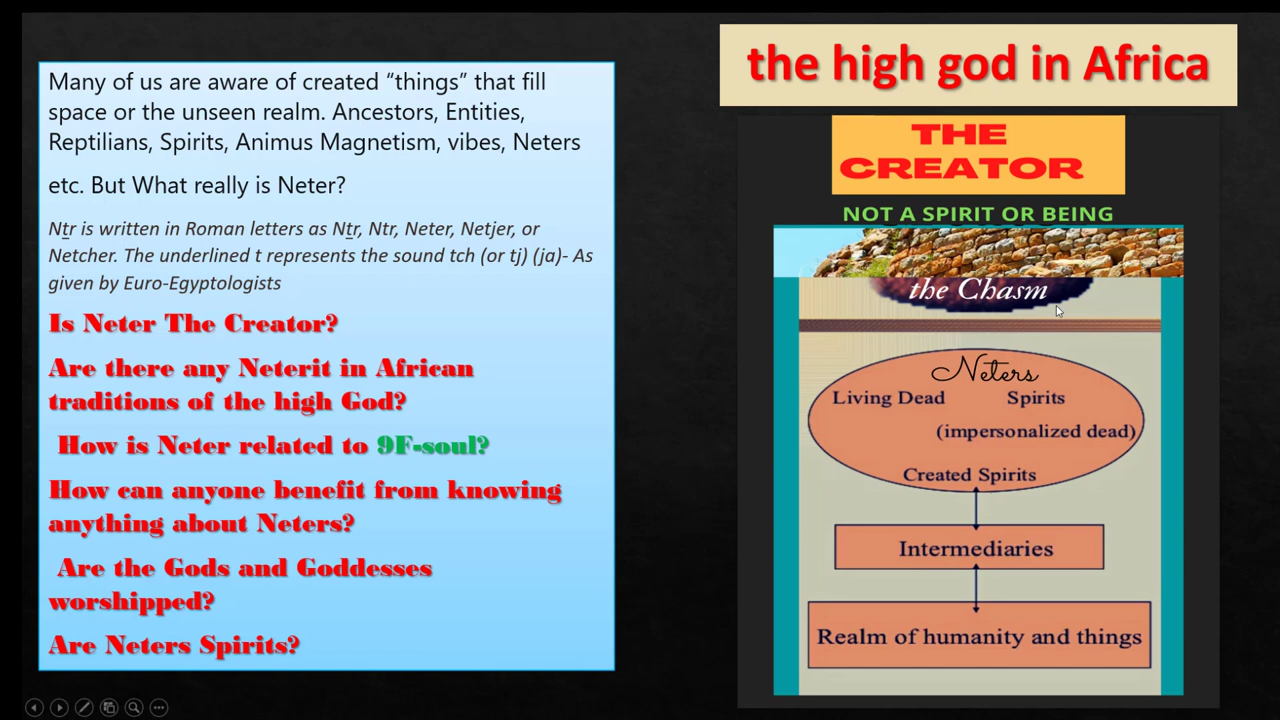 Many of us are aware of created “things” that fill
space or the unseen realm. Ancestors, Entities,
Reptilians, Spirits, Animus Magnetism, vibes, Neters
etc. But What really is Neter?
Nṯr is written in Roman letters as Nṯr, Ntr, Neter, Netjer, or
Netcher. The underlined t represents the sound tch (or tj) (ja)- As
given by Euro-Egyptologists
Is Neter The Creator?
Are there any Neterit in African
traditions of the high God?
How is Neter related to 9F-soul?
How can anyone benefit from knowing
anything about Neters?
Are the Gods and Goddesses
worshipped?
Are Neters Spirits?
the high god in Africa
THE
CREATOR
NOT A SPIRIT OR BEING
the Chasm
Neters
Living Dead Spirits
(impersonalized dead)
Created Spirits
Intermediaries
Realm of humanity and things